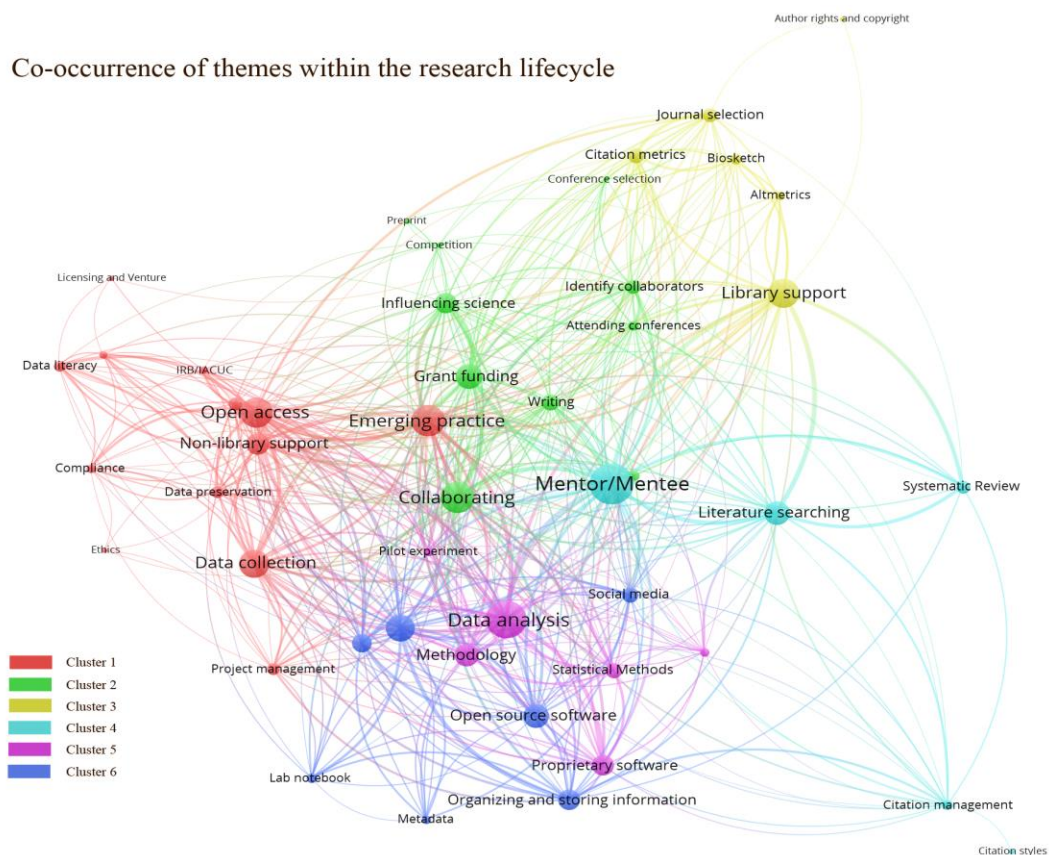 Author rights and copyright
Co-occurrence of themes within the research lifecycle
Journal selection
Citation metrics
Biosketch
Conference selection
Altmetrics
Preprint
Competition
Licensing and Venture
Identify collaborators
Library support
Influencing science
Attending conferences
Data literacy
IRB/IACUC
Grant funding
Writing
Open access
Emerging practice
Non-library support
Compliance
Mentor/Mentee
Systematic Review
Data preservation
Collaborating
Literature searching
Ethics
Pilot experiment
Data collection
Social media
Data analysis
Methodology
Project management
Statistical Methods
Cluster 1
Cluster 2
Cluster 3
Cluster 4
Cluster 5
Cluster 6
Open source software
Proprietary software
Lab notebook
Organizing and storing information
Citation management
Metadata
Citation styles